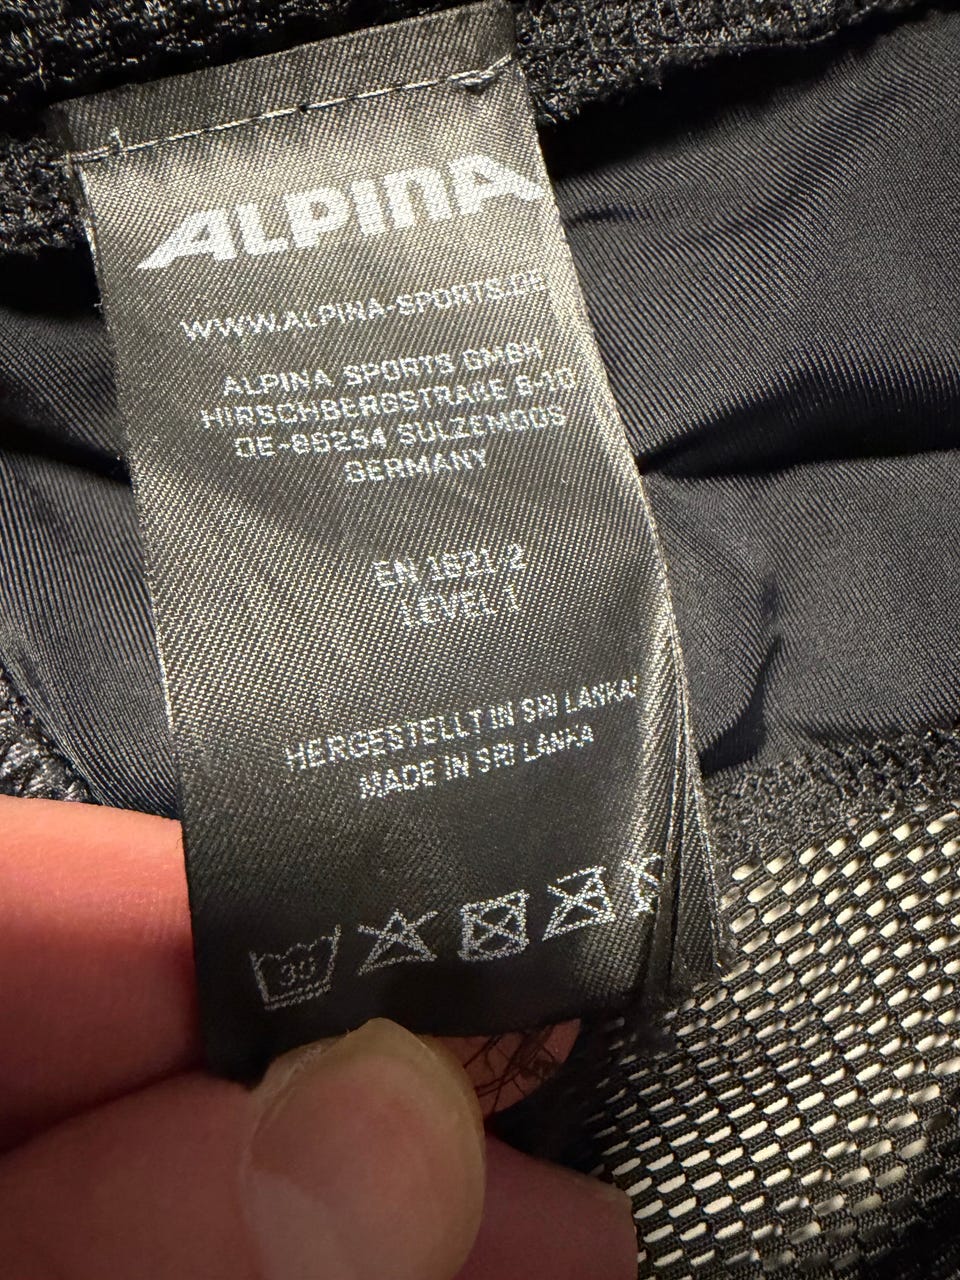 ALPINA
WWW.ALPINA-SPORTS.DE
ALPINA SPORTS GMBH
HIRSCHBERGSTRAßE 8-10
DE-86254 SULZEMOOS
GERMANY
EN 1621-2
LEVEL 1
HERGESTELLT IN SRI LANKA/
MADE IN SRI LANKA
30